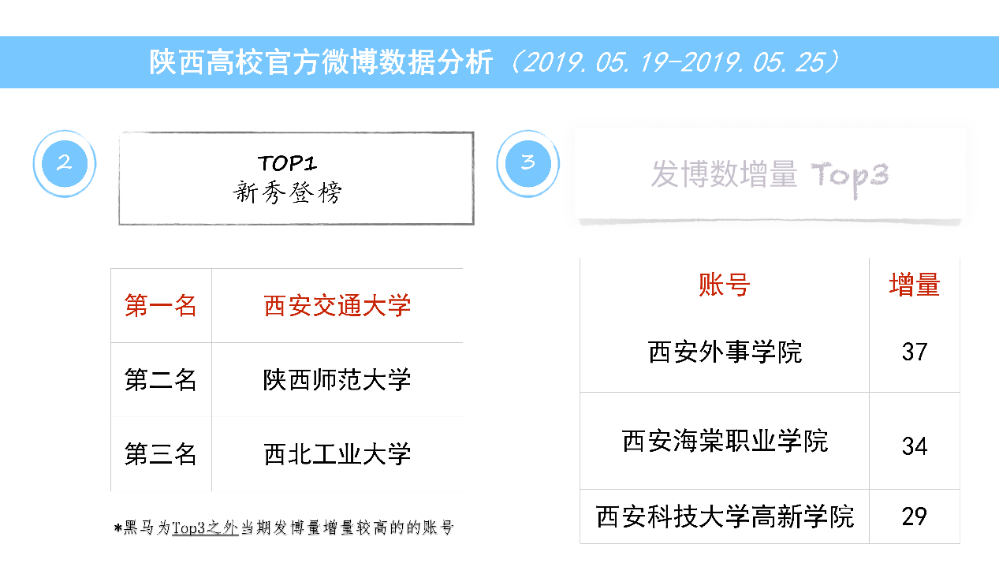 陕西高校官方微博数据分析（2019.05.19-2019.05.25）
2
TOP1
新秀登榜
第一名 西安交通大学
第二名 陕西师范大学
第三名 西北工业大学
*黑马为Top3之外当期发博量增量较高的的账号
3
发博数增量 Top3
账号 增量
西安外事学院 37
西安海棠职业学院 34
西安科技大学高新学院 29